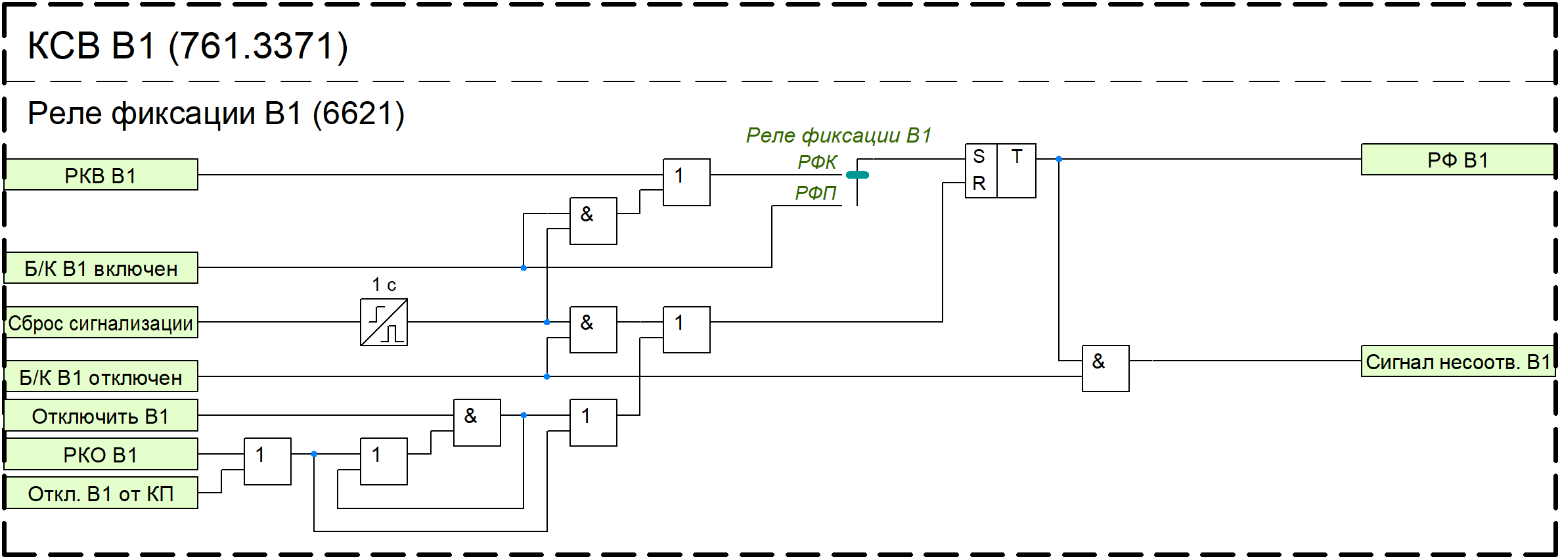 КСВ В1 (761.3371)
Реле фиксации В1 (6621)
Реле фиксации В1
РКВ В1
1
РФК
S
T
РФ В1
R
РФП
&
Б/К В1 включен
1 с
Сброс сигнализации
&
1
Б/К В1 отключен
&
Сигнал несоотв. В1
Отключить В1
&
1
РКО В1
1
1
Откл. В1 от КП